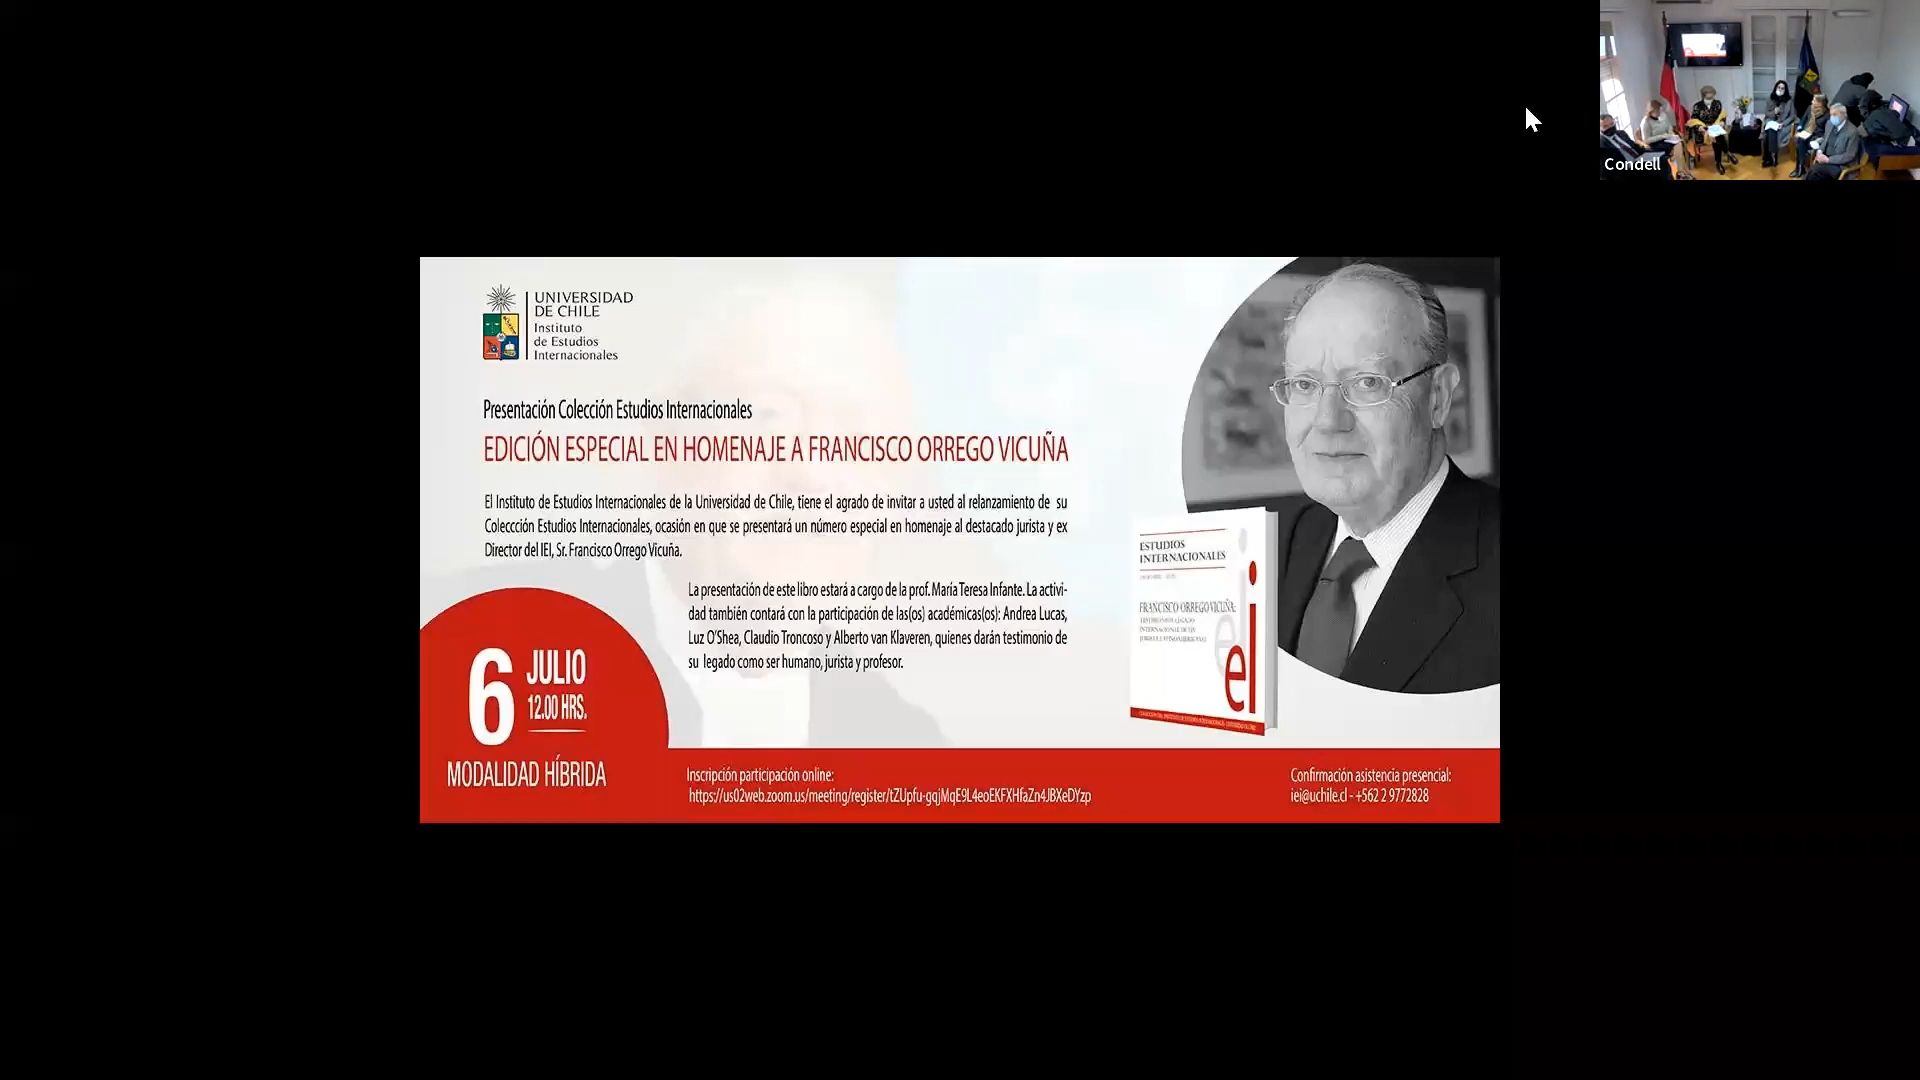 Condell
UNIVERSIDAD
DE CHILE
Instituto
de Estudios
Internacionales
Presentación Colección Estudios Internacionales
EDICIÓN ESPECIAL EN HOMENAJE A FRANCISCO ORREGO VICUÑA
El Instituto de Estudios Internacionales de la Universidad de Chile, tiene el agrado de invitar a usted al relanzamiento de su
Coleccción Estudios Internacionales, ocasión en que se presentará un número especial en homenaje al destacado jurista y ex
Director del IEI, Sr. Francisco Orrego Vicuña.
La presentación de este libro estará a cargo de la prof. María Teresa Infante. La activi-
dad también contará con la participación de las(os) académicas(os): Andrea Lucas,
Luz O'Shea, Claudio Troncoso y Alberto van Klaveren, quienes darán testimonio de
su legado como ser humano, jurista y profesor.
6 JULIO
12.00 HRS.
MODALIDAD HÍBRIDA
ESTUDIOS
INTERNACIONALES
FRANCISCO ORREGO VICUÑA:
ei
Inscripción participación online:
https://us02web.zoom.us/meeting/register/tZUpfu-gqjMqE9L4eoEKFXHfaZn4JBXeDYzp
Confirmación asistencia presencial:
iei@uchile.cl - +562 2 9772828